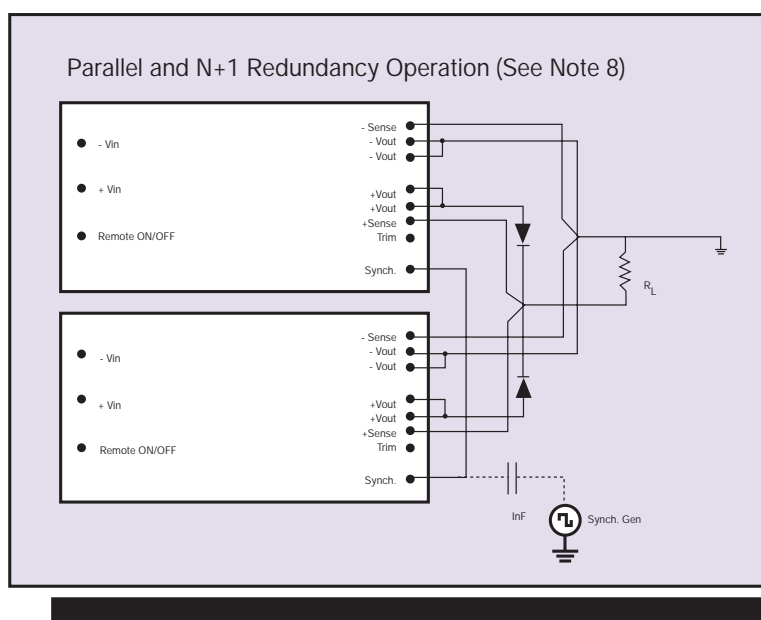 Parallel and N+1 Redundancy Operation (See Note 8)
- Sense
- Vout
- Vout
- Vin
+ Vin
+Vout
+Vout
+Sense
Trim
Remote ON/OFF
Synch.
RL
- Sense
- Vout
- Vout
- Vin
+ Vin
+Vout
+Vout
+Sense
Trim
Remote ON/OFF
Synch.
InF
Synch. Gen